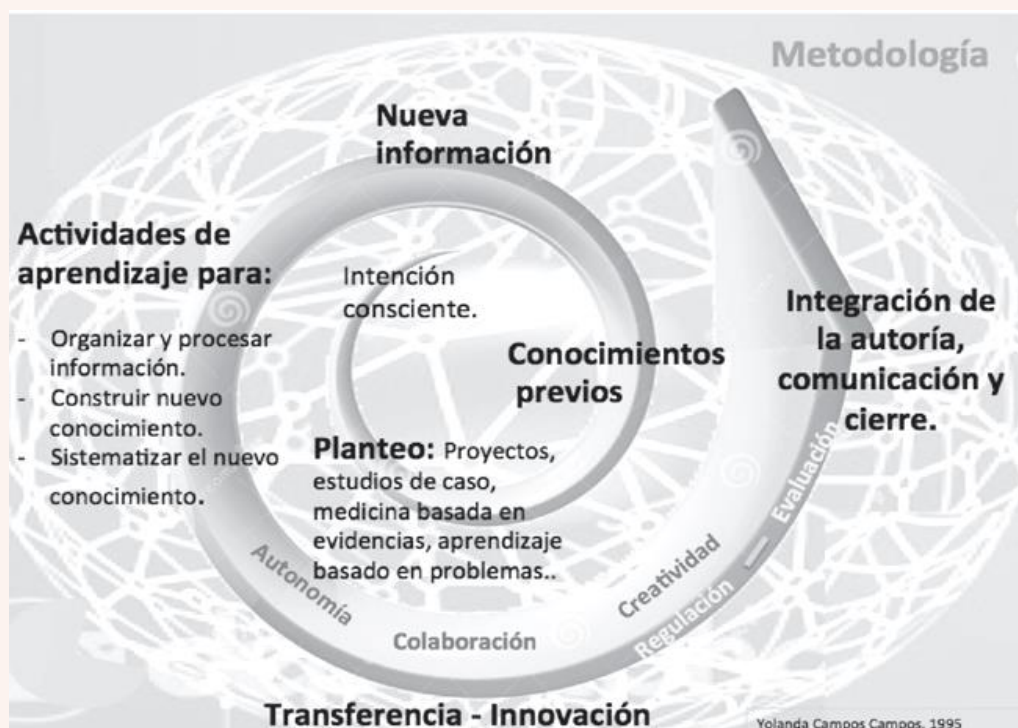 Metodología
Nueva
información
Actividades de
aprendizaje para:
- Organizar y procesar
información.
- Construir nuevo
conocimiento.
- Sistematizar el nuevo
conocimiento.
Intención
consciente.
Conocimientos
previos
Planteo: Proyectos,
estudios de caso,
medicina basada en
evidencias, aprendizaje
basado en problemas..
Integración de
la autoría,
comunicación y
cierre.
Autonomía
Colaboración
Creatividad
Regulación — Evaluación
Transferencia - Innovación
Yolanda Campos Campos, 1995